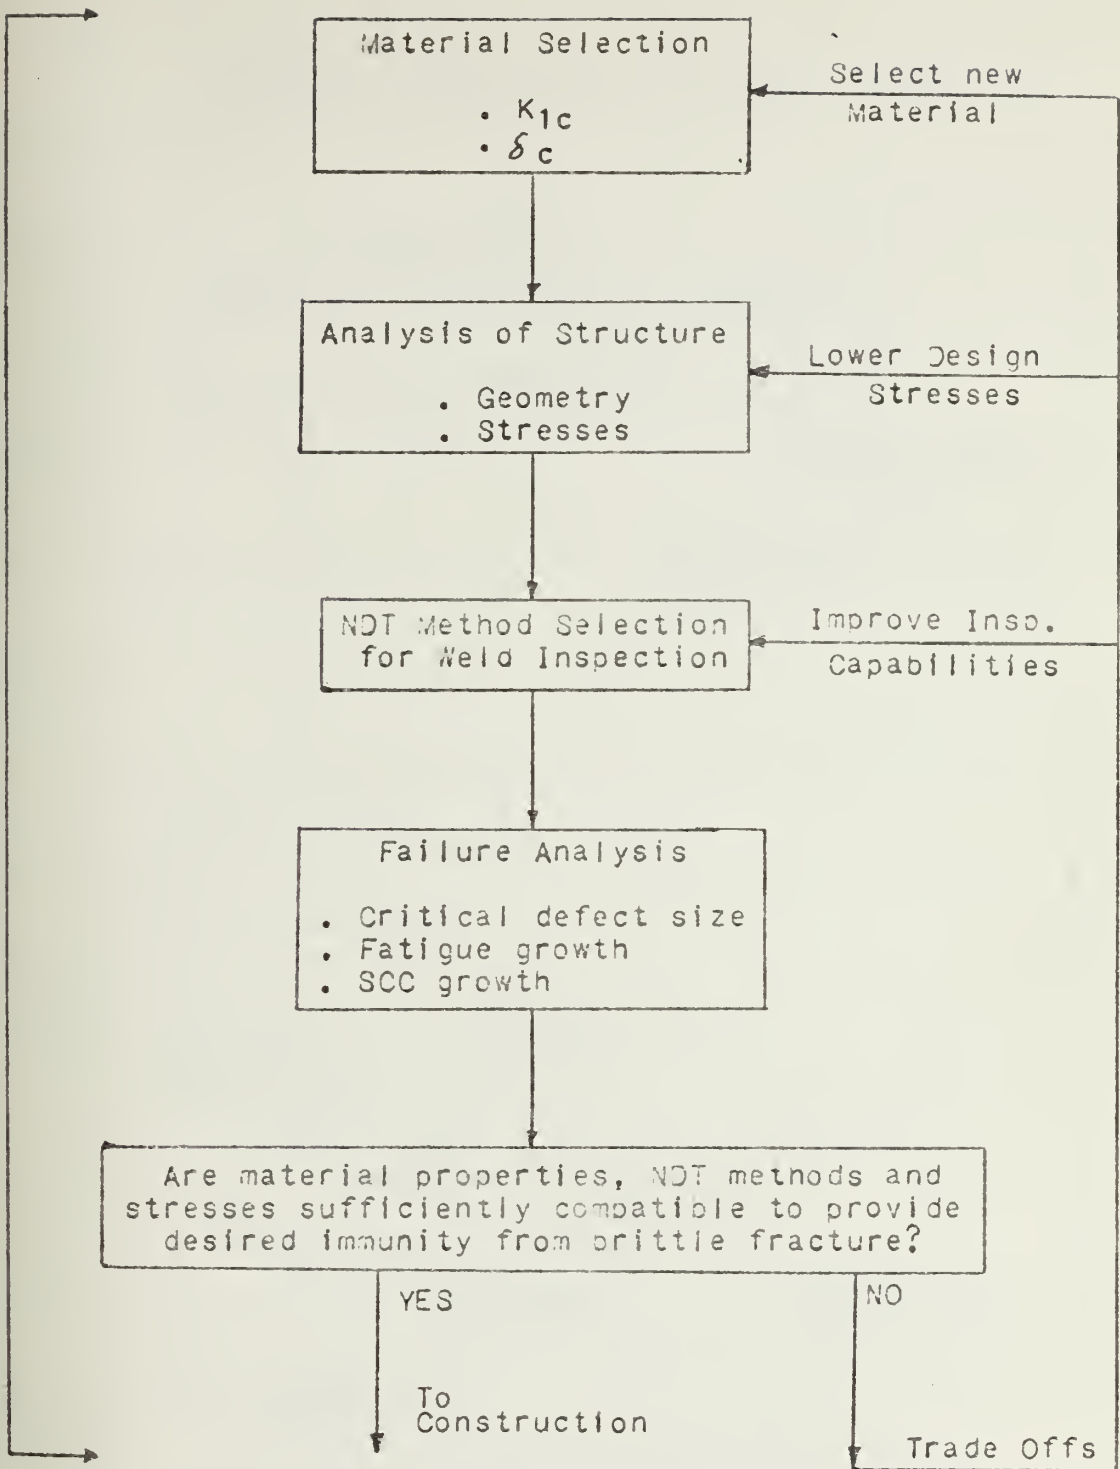 Material Selection
. K1c
. δc
Select new
Material
Analysis of Structure
. Geometry
. Stresses
Lower Design
Stresses
NDT Method Selection
for Weld Inspection
Improve Insp.
Capabilities
Failure Analysis
. Critical defect size
. Fatigue growth
. SCC growth
Are material properties, NDT methods and
stresses sufficiently compatible to provide
desired immunity from brittle fracture?
YES
NO
To
Construction
Trade Offs